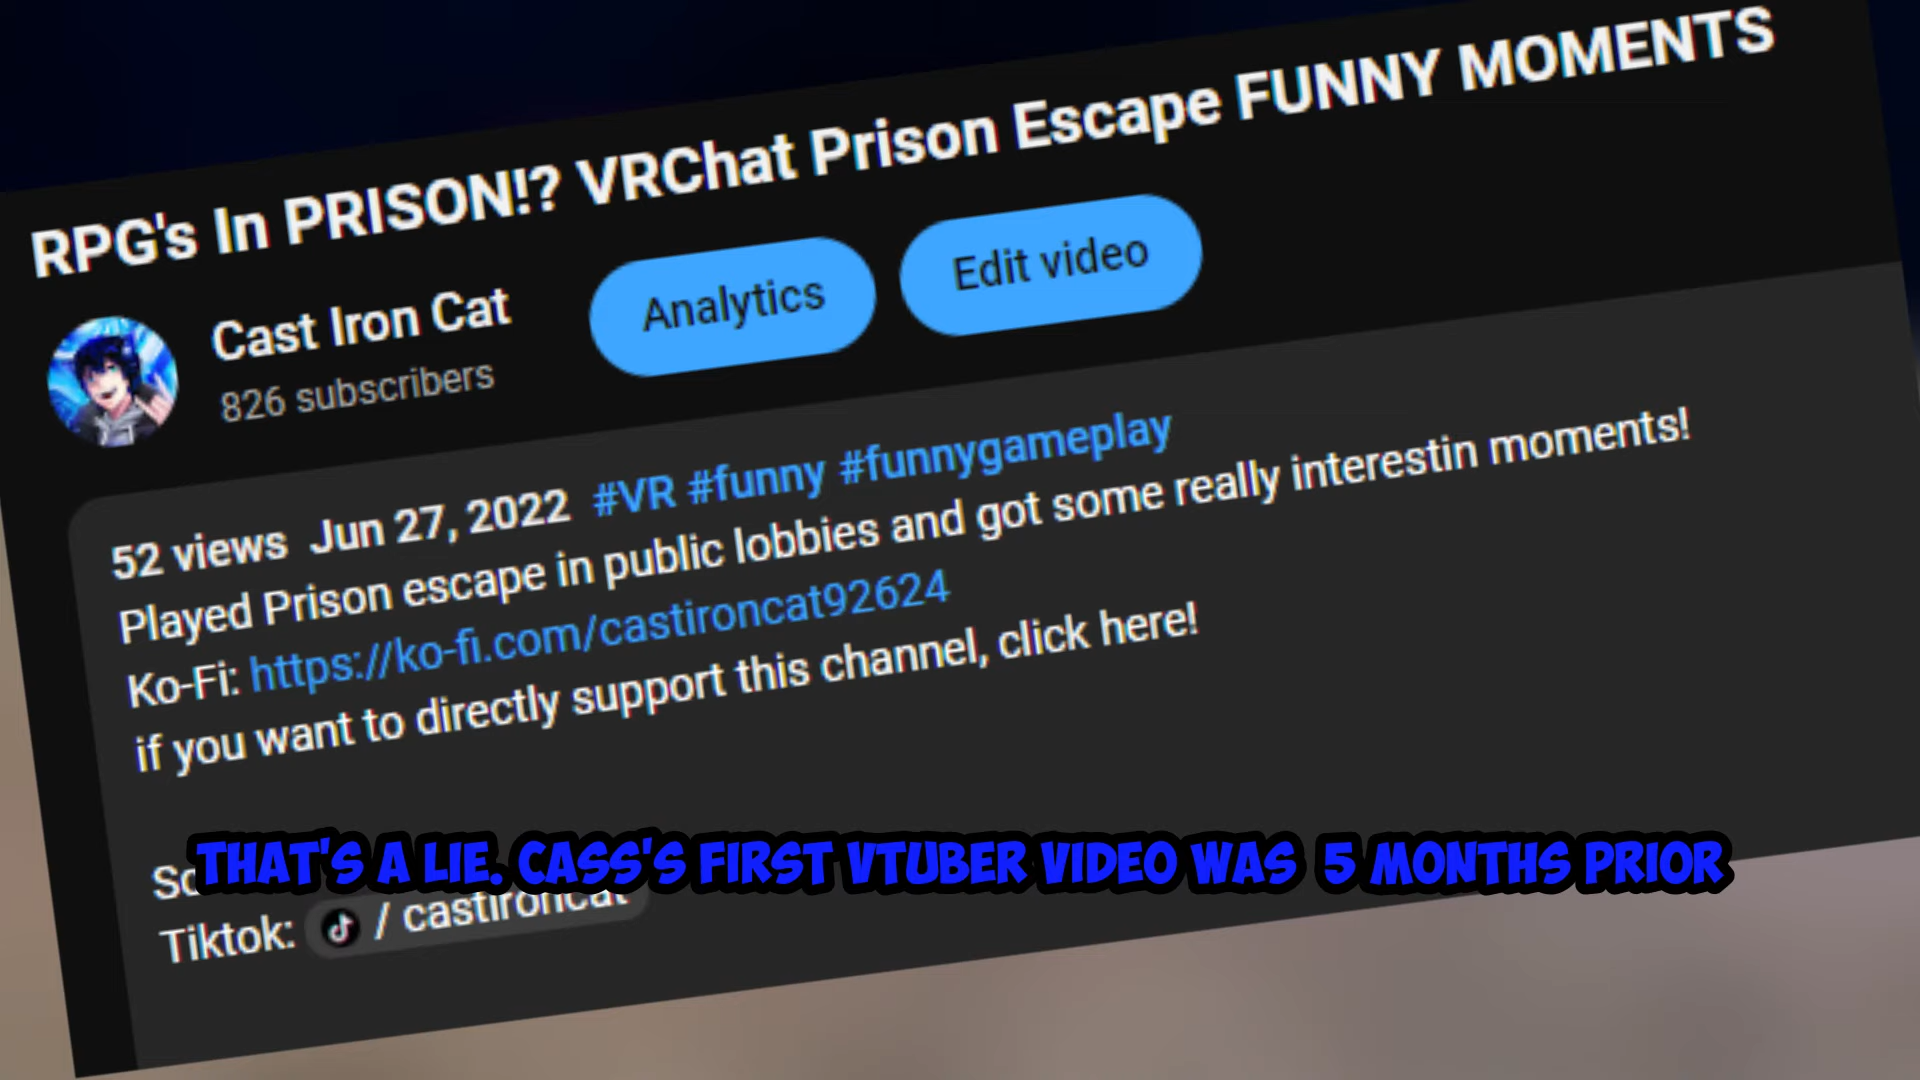 RPG's In PRISON!? VRChat Prison Escape FUNNY MOMENTS
Cast Iron Cat
826 subscribers
Analytics
Edit video
52 views Jun 27, 2022 #VR #funny #funnygameplay
Played Prison escape in public lobbies and got some really interestin moments!
Ko-Fi: https://ko-fi.com/castironcat92624
if you want to directly support this channel, click here!
THAT'S A LIE. CASS'S FIRST VTUBER VIDEO WAS 5 MONTHS PRIOR
Tiktok: / castironcat